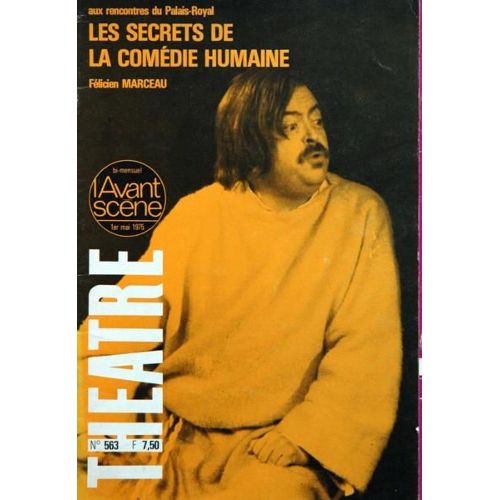 aux rencontres du Palais-Royal
LES SECRETS DE
LA COMÉDIE HUMAINE
Félicien MARCEAU
bi-mensuel
l'Avant
scène
1er mai 1975
THEATRE
N° 563 F 7,50